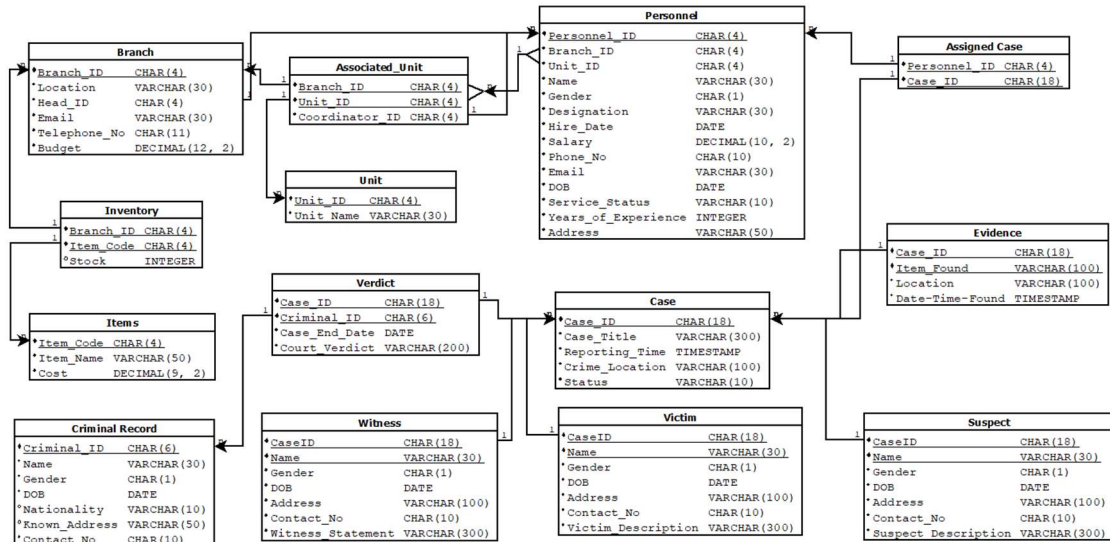 Branch
Branch_ID CHAR(4)
Location VARCHAR(30)
Head_ID CHAR(4)
Email VARCHAR(30)
Telephone_No CHAR(11)
Budget DECIMAL(12, 2)
Associated_Unit
Branch_ID CHAR(4)
Unit_ID CHAR(4)
Coordinator_ID CHAR(4)
Personnel
Personnel_ID CHAR(4)
Branch_ID CHAR(4)
Unit_ID CHAR(4)
Name VARCHAR(30)
Gender CHAR(1)
Designation VARCHAR(30)
Hire_Date DATE
Salary DECIMAL(10, 2)
Phone_No CHAR(10)
Email VARCHAR(30)
DOB DATE
Service_Status VARCHAR(10)
Years_of_Experience INTEGER
Address VARCHAR(50)
Assigned Case
Personnel_ID CHAR(4)
Case_ID CHAR(18)
Unit
Unit_ID CHAR(4)
Unit_Name VARCHAR(30)
Inventory
Branch_ID CHAR(4)
Item_Code CHAR(4)
Stock INTEGER
Evidence
Case_ID CHAR(18)
Item_Found VARCHAR(100)
Location VARCHAR(100)
Date-Time-Found TIMESTAMP
Items
Item_Code CHAR(4)
Item_Name VARCHAR(50)
Cost DECIMAL(9, 2)
Verdict
Case_ID CHAR(18)
Criminal_ID CHAR(6)
Case_End_Date DATE
Court_Verdict VARCHAR(200)
Case
Case_ID CHAR(18)
Case_Title VARCHAR(300)
Reporting_Time TIMESTAMP
Crime_Location VARCHAR(100)
Status VARCHAR(10)
Criminal Record
Criminal_ID CHAR(6)
Name VARCHAR(30)
Gender CHAR(1)
DOB DATE
Nationality VARCHAR(10)
Known_Address VARCHAR(50)
Contact_No CHAR(10)
Witness
CaseID CHAR(18)
Name VARCHAR(30)
Gender CHAR(1)
DOB DATE
Address VARCHAR(100)
Contact_No CHAR(10)
Witness_Statement VARCHAR(300)
Victim
CaseID CHAR(18)
Name VARCHAR(30)
Gender CHAR(1)
DOB DATE
Address VARCHAR(100)
Contact_No CHAR(10)
Victim_Description VARCHAR(300)
Suspect
CaseID CHAR(18)
Name VARCHAR(30)
Gender CHAR(1)
DOB DATE
Address VARCHAR(100)
Contact_No CHAR(10)
Suspect_Description VARCHAR(300)